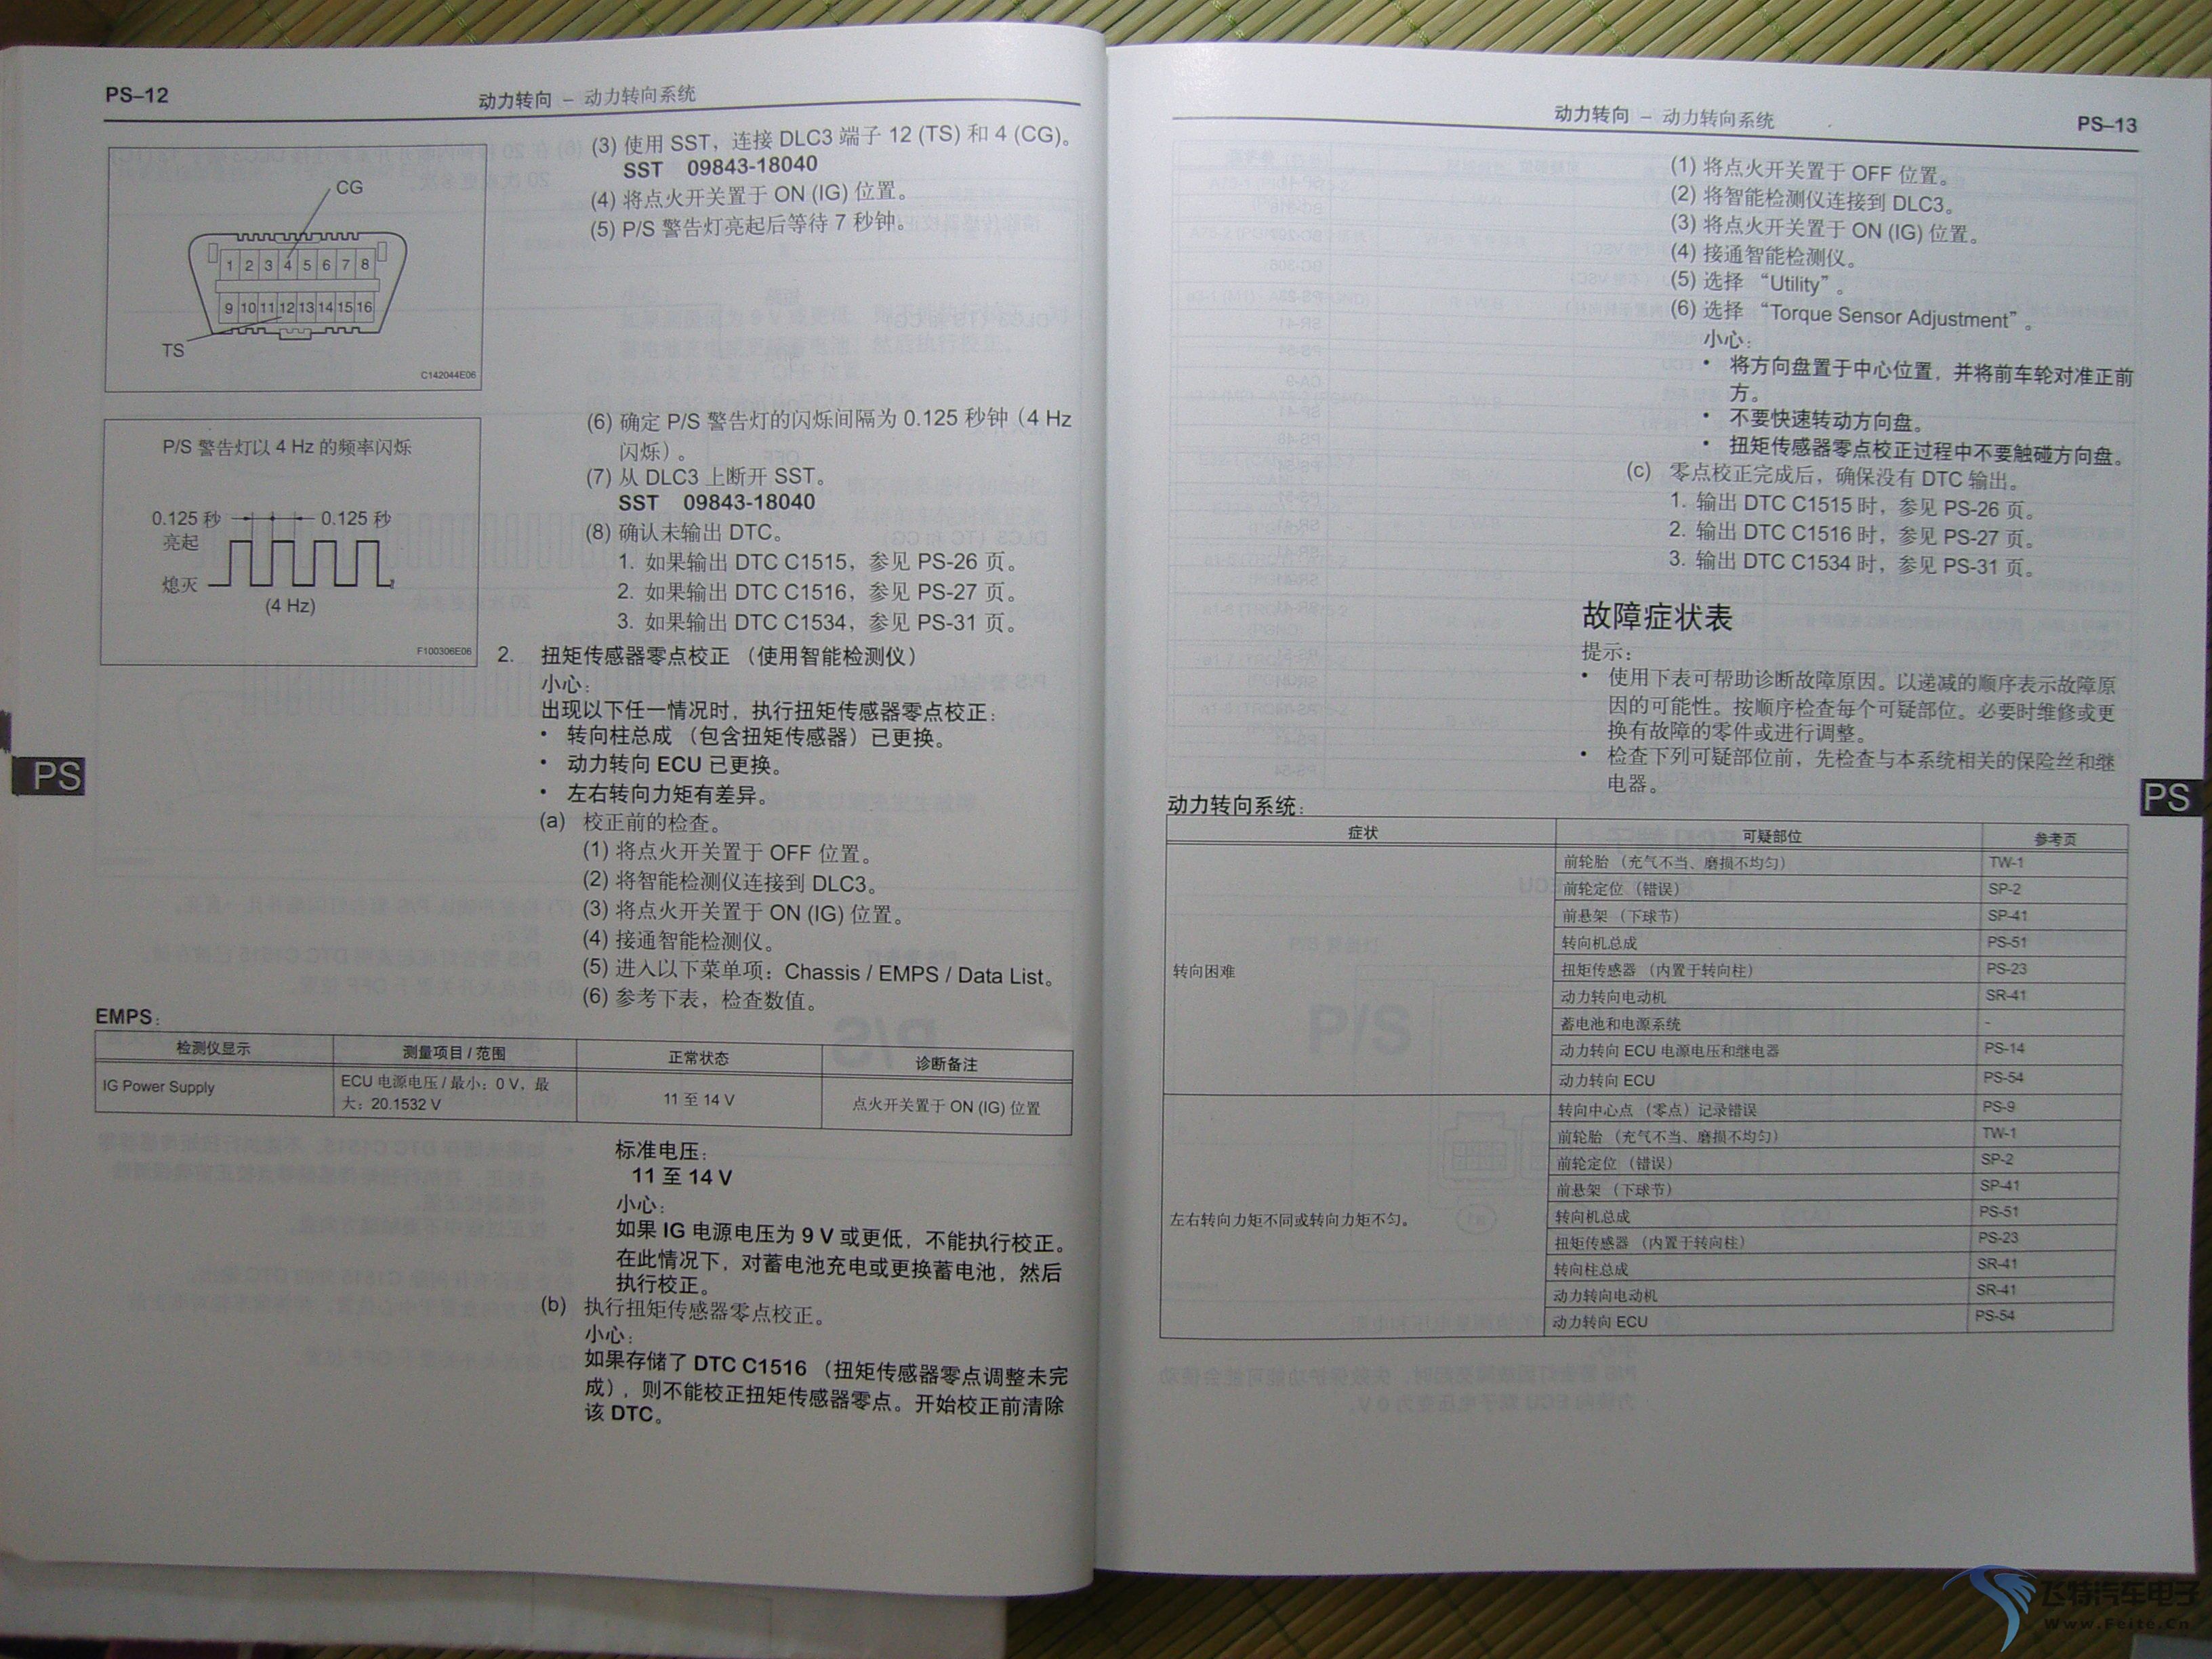 PS–12
动力转向 – 动力转向系统
CG
1 2 3 4 5 6 7 8
9 10 11 12 13 14 15 16
TS
C142044E06
(3) 使用 SST，连接 DLC3 端子 12 (TS) 和 4 (CG)。
SST 09843-18040
(4) 将点火开关置于 ON (IG) 位置。
(5) P/S 警告灯亮起后等待 7 秒钟。
P/S 警告灯以 4 Hz 的频率闪烁
0.125 秒 0.125 秒
亮起
熄灭
(4 Hz)
F100306E06
(6) 确定 P/S 警告灯的闪烁间隔为 0.125 秒钟（4 Hz
闪烁）。
(7) 从 DLC3 上断开 SST。
SST 09843-18040
(8) 确认未输出 DTC。
1. 如果输出 DTC C1515，参见 PS-26 页。
2. 如果输出 DTC C1516，参见 PS-27 页。
3. 如果输出 DTC C1534，参见 PS-31 页。
2. 扭矩传感器零点校正 （使用智能检测仪）
小心：
出现以下任一情况时，执行扭矩传感器零点校正：
• 转向柱总成 （包含扭矩传感器）已更换。
• 动力转向 ECU 已更换。
• 左右转向力矩有差异。
(a) 校正前的检查。
(1) 将点火开关置于 OFF 位置。
(2) 将智能检测仪连接到 DLC3。
(3) 将点火开关置于 ON (IG) 位置。
(4) 接通智能检测仪。
(5) 进入以下菜单项：Chassis / EMPS / Data List。
(6) 参考下表，检查数值。
PS
EMPS：
检测仪显示 测量项目 / 范围 正常状态 诊断备注
IG Power Supply ECU 电源电压 / 最小：0 V，最 11 至 14 V 点火开关置于 ON (IG) 位置
大：20.1532 V
标准电压：
11 至 14 V
小心：
如果 IG 电源电压为 9 V 或更低，不能执行校正。
在此情况下，对蓄电池充电或更换蓄电池，然后
执行校正。
(b) 执行扭矩传感器零点校正。
小心：
如果存储了 DTC C1516 （扭矩传感器零点调整未完
成），则不能校正扭矩传感器零点。开始校正前清除
该 DTC。
动力转向 – 动力转向系统
PS–13
(1) 将点火开关置于 OFF 位置。
(2) 将智能检测仪连接到 DLC3。
(3) 将点火开关置于 ON (IG) 位置。
(4) 接通智能检测仪。
(5) 选择 “Utility”。
(6) 选择 “Torque Sensor Adjustment”。
小心：
• 将方向盘置于中心位置，并将前车轮对准正前
方。
• 不要快速转动方向盘。
• 扭矩传感器零点校正过程中不要触碰方向盘。
(c) 零点校正完成后，确保没有 DTC 输出。
1. 输出 DTC C1515 时，参见 PS-26 页。
2. 输出 DTC C1516 时，参见 PS-27 页。
3. 输出 DTC C1534 时，参见 PS-31 页。
故障症状表
提示：
• 使用下表可帮助诊断故障原因。以递减的顺序表示故障原
因的可能性。按顺序检查每个可疑部位。必要时维修或更
换有故障的零件或进行调整。
• 检查下列可疑部位前，先检查与本系统相关的保险丝和继
电器。
PS
动力转向系统：
症状 可疑部位 参考页
转向困难
前轮胎 （充气不当、磨损不均匀） TW-1
前轮定位 （错误） SP-2
前悬架 （下球节） SP-41
转向机总成 PS-51
扭矩传感器 （内置于转向柱） PS-23
动力转向电动机 SR-41
蓄电池和电源系统 -
动力转向 ECU 电源电压和继电器 PS-14
动力转向 ECU PS-54
左右转向力矩不同或转向力矩不匀。
转向中心点 （零点）记录错误 PS-9
前轮胎 （充气不当、磨损不均匀） TW-1
前轮定位 （错误） SP-2
前悬架 （下球节） SP-41
转向机总成 PS-51
扭矩传感器 （内置于转向柱） PS-23
转向柱总成 SR-41
动力转向电动机 SR-41
动力转向 ECU PS-54
飞特汽车电子
Www.Feite.Cn